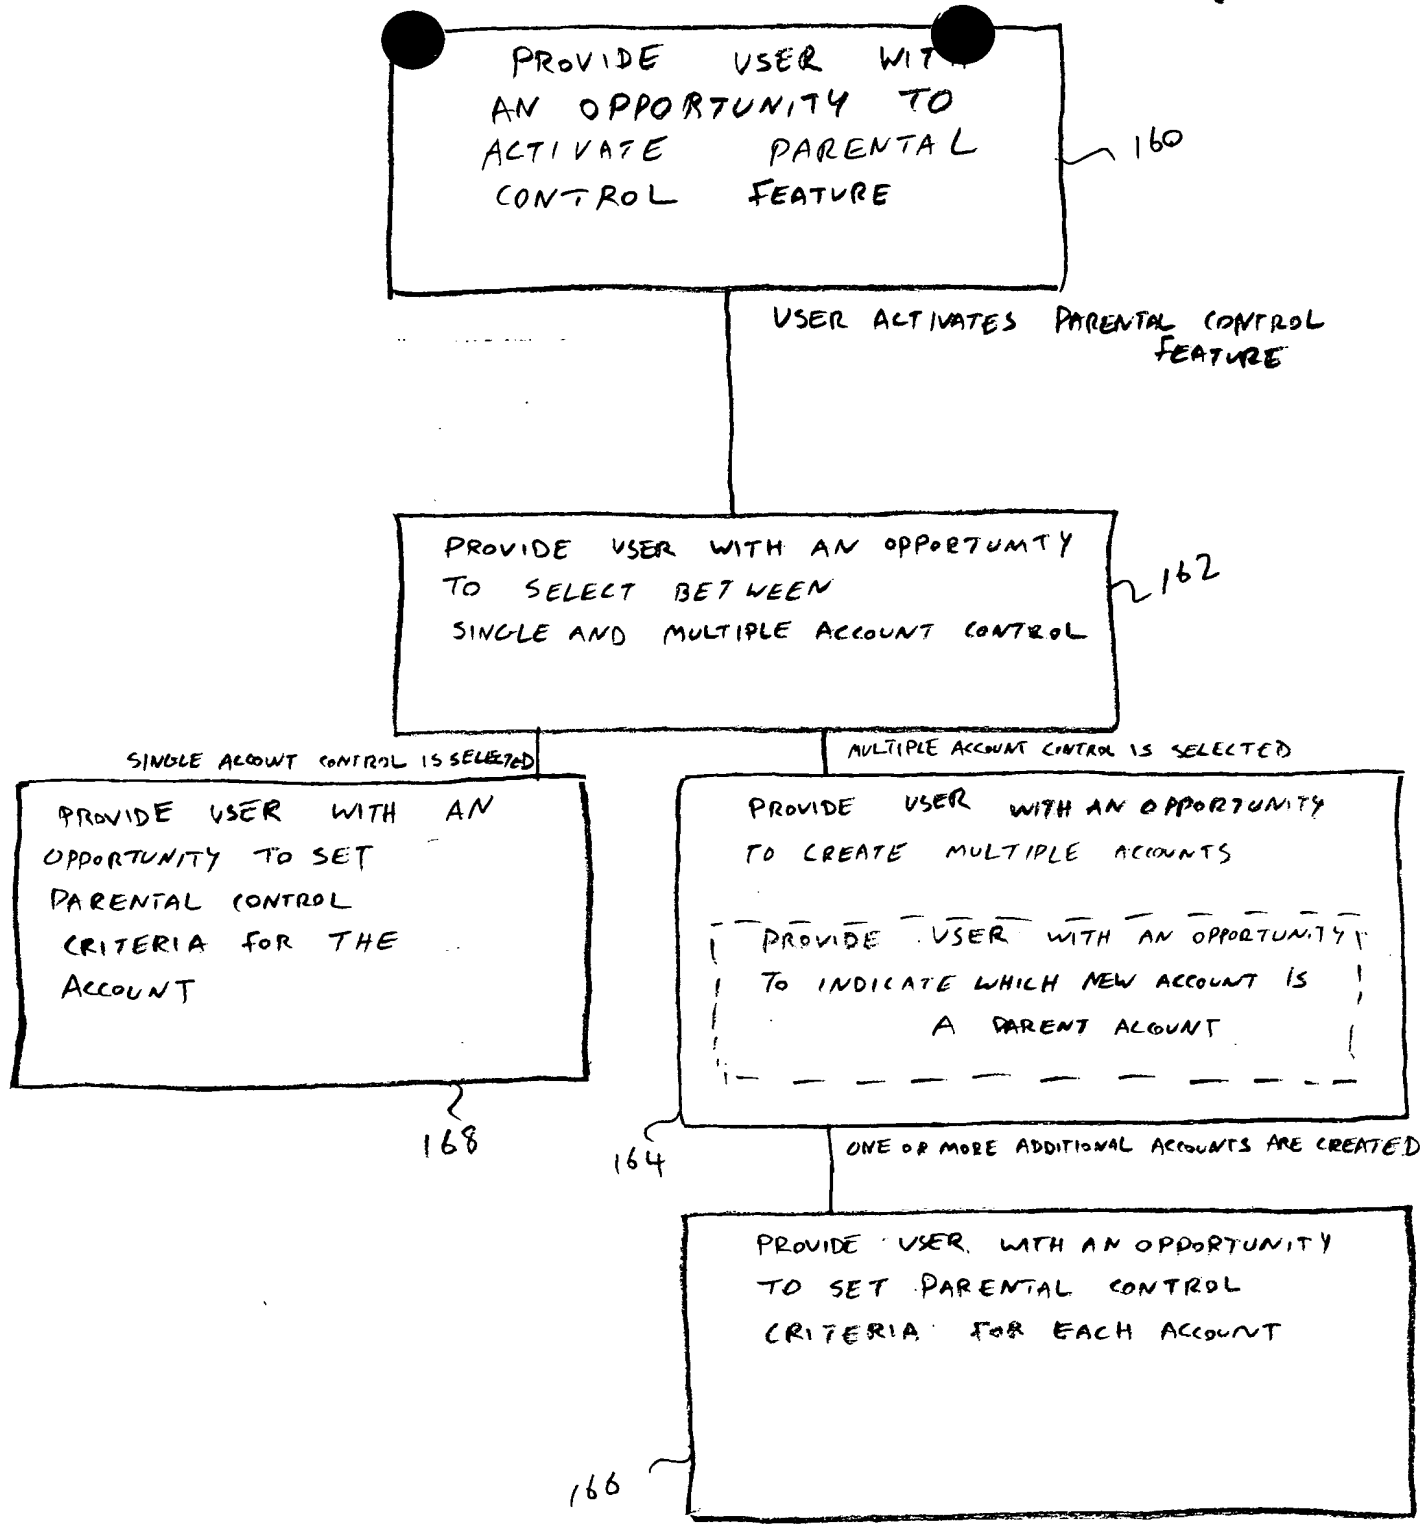 PROVIDE USER WITH
AN OPPORTUNITY TO
ACTIVATE PARENTAL
CONTROL FEATURE
160
USER ACTIVATES PARENTAL CONTROL
FEATURE
PROVIDE USER WITH AN OPPORTUNITY
TO SELECT BETWEEN
SINGLE AND MULTIPLE ACCOUNT CONTROL
162
SINGLE ACCOUNT CONTROL IS SELECTED
PROVIDE USER WITH AN
OPPORTUNITY TO SET
PARENTAL CONTROL
CRITERIA FOR THE
ACCOUNT
168
MULTIPLE ACCOUNT CONTROL IS SELECTED
PROVIDE USER WITH AN OPPORTUNITY
TO CREATE MULTIPLE ACCOUNTS
PROVIDE USER WITH AN OPPORTUNITY
TO INDICATE WHICH NEW ACCOUNT IS
A PARENT ACCOUNT
164
ONE OR MORE ADDITIONAL ACCOUNTS ARE CREATED
PROVIDE USER WITH AN OPPORTUNITY
TO SET PARENTAL CONTROL
CRITERIA FOR EACH ACCOUNT
166